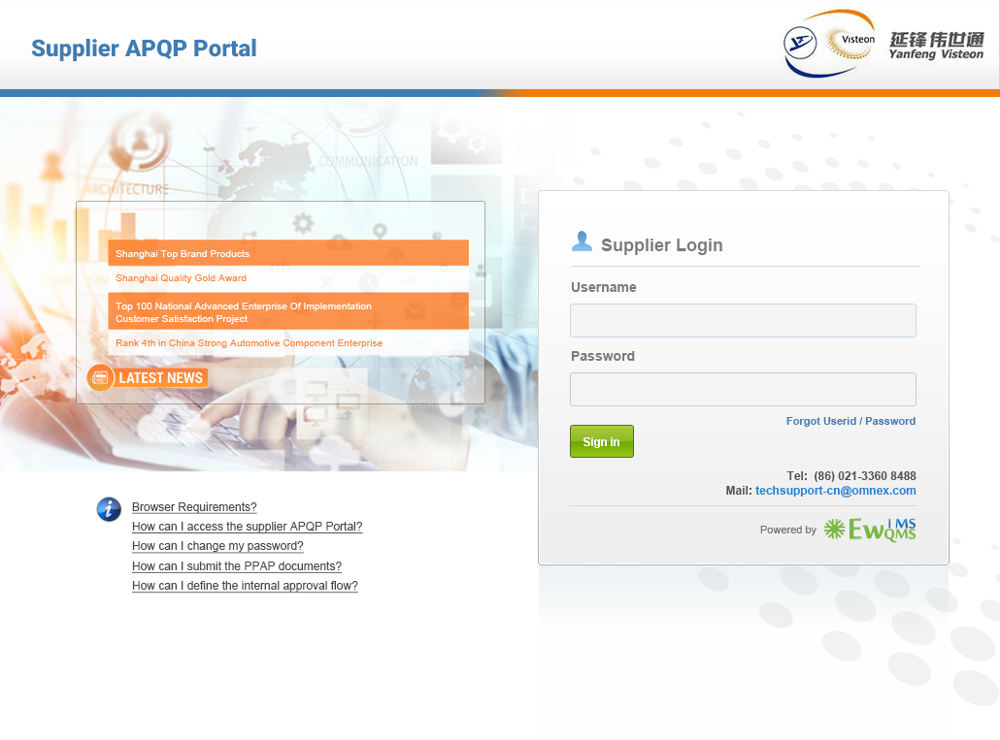 Supplier APQP Portal
Visteon
延锋伟世通
Yanfeng Visteon
COMMUNICATION
ARCHITECTURE
Shanghai Top Brand Products
Shanghai Quality Gold Award
Top 100 National Advanced Enterprise Of Implementation
Customer Satisfaction Project
Rank 4th in China Strong Automotive Component Enterprise
LATEST NEWS
Supplier Login
Username
Password
Forgot Userid / Password
Sign in
Tel: (86) 021-3360 8488
Mail: techsupport-cn@omnex.com
Powered by EwIMS
QMS
Browser Requirements?
How can I access the supplier APQP Portal?
How can I change my password?
How can I submit the PPAP documents?
How can I define the internal approval flow?